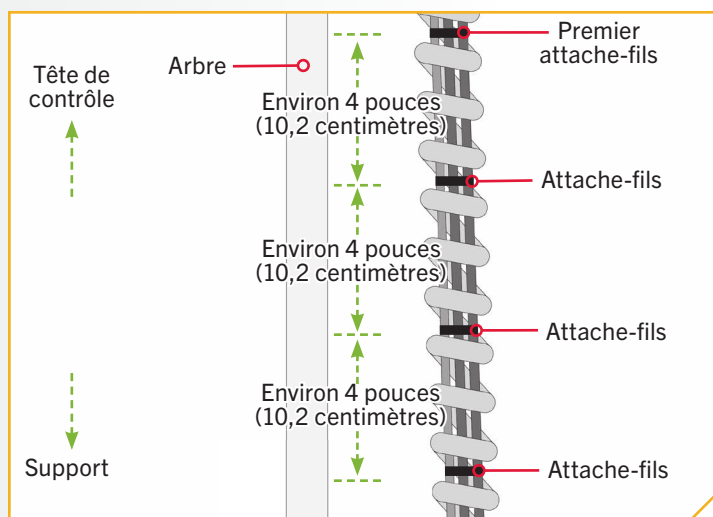 Premier
attache-fils
Tête de
contrôle
Arbre
Environ 4 pouces
(10,2 centimètres)
Attache-fils
Environ 4 pouces
(10,2 centimètres)
Attache-fils
Environ 4 pouces
(10,2 centimètres)
Support
Attache-fils